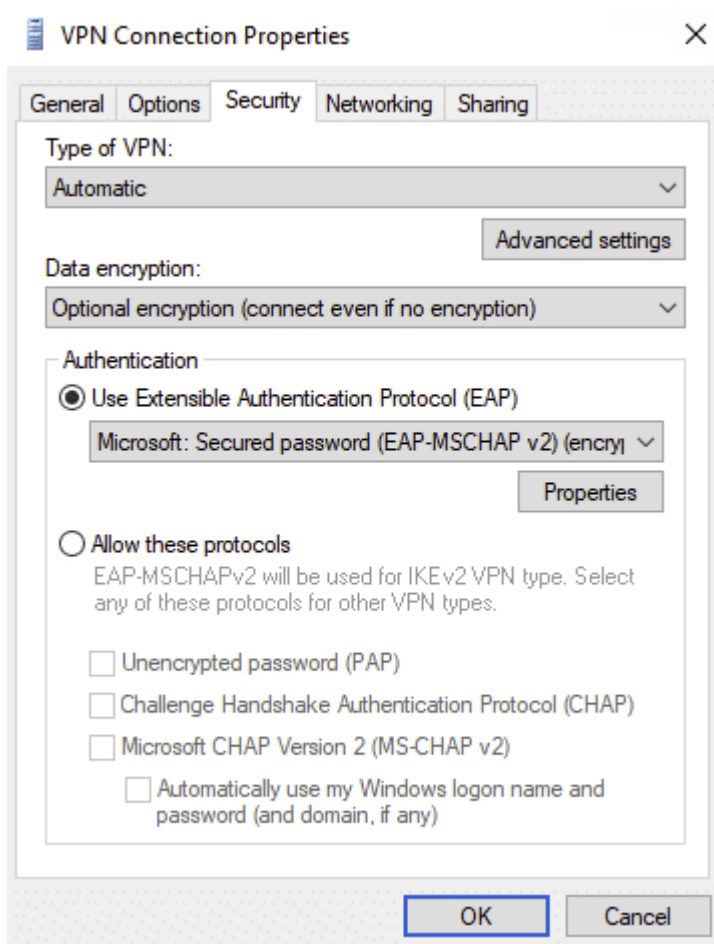 VPN Connection Properties
General Options Security Networking Sharing
Type of VPN:
Automatic
Advanced settings
Data encryption:
Optional encryption (connect even if no encryption)
Authentication
Use Extensible Authentication Protocol (EAP)
Microsoft: Secured password (EAP-MSCHAP v2) (encry
Properties
Allow these protocols
EAP-MSCHAPv2 will be used for IKEv2 VPN type. Select
any of these protocols for other VPN types.
Unencrypted password (PAP)
Challenge Handshake Authentication Protocol (CHAP)
Microsoft CHAP Version 2 (MS-CHAP v2)
Automatically use my Windows logon name and
password (and domain, if any)
OK Cancel